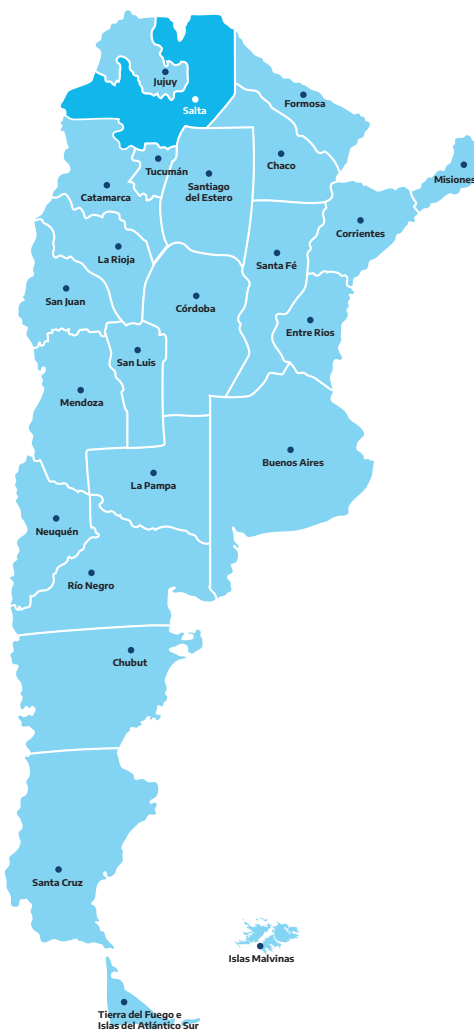 Jujuy
Salta
Formosa
Tucumán
Chaco
Misiones
Catamarca
Santiago
del Estero
Corrientes
La Rioja
Santa Fé
San Juan
Córdoba
Entre Rios
San Luis
Mendoza
Buenos Aires
La Pampa
Neuquén
Río Negro
Chubut
Santa Cruz
Islas Malvinas
Tierra del Fuego e
Islas del Atlántico Sur